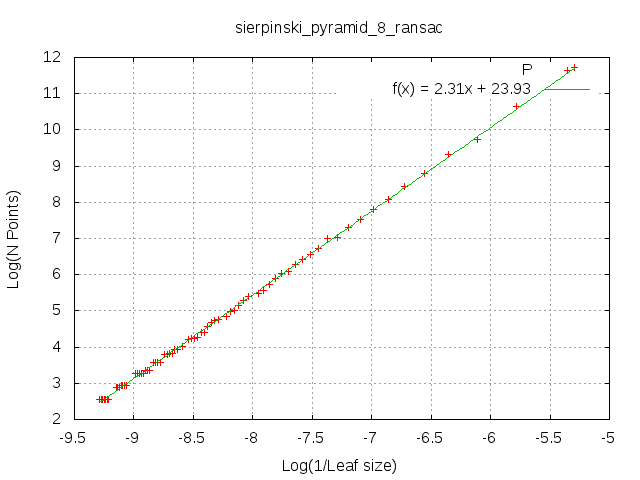 sierpinski_pyramid_8_ransac
12
11
10
9
8
7
6
5
4
3
2
Log(N Points)
P
f(x) = 2.31x + 23.93
-9.5 -9 -8.5 -8 -7.5 -7 -6.5 -6 -5.5 -5
Log(1/Leaf size)